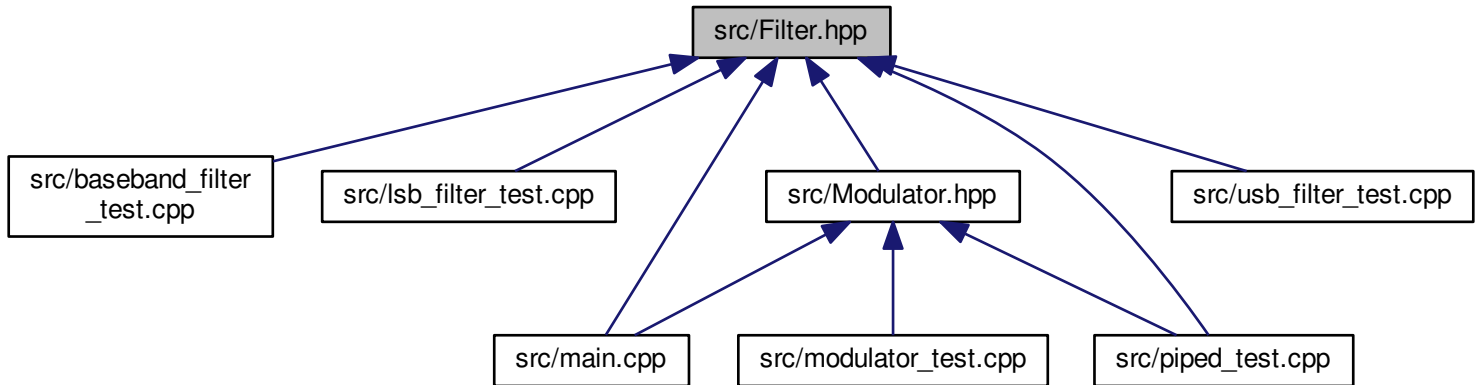 src/Filter.hpp
src/baseband_filter
_test.cpp
src/lsb_filter_test.cpp
src/Modulator.hpp
src/usb_filter_test.cpp
src/main.cpp
src/modulator_test.cpp
src/piped_test.cpp